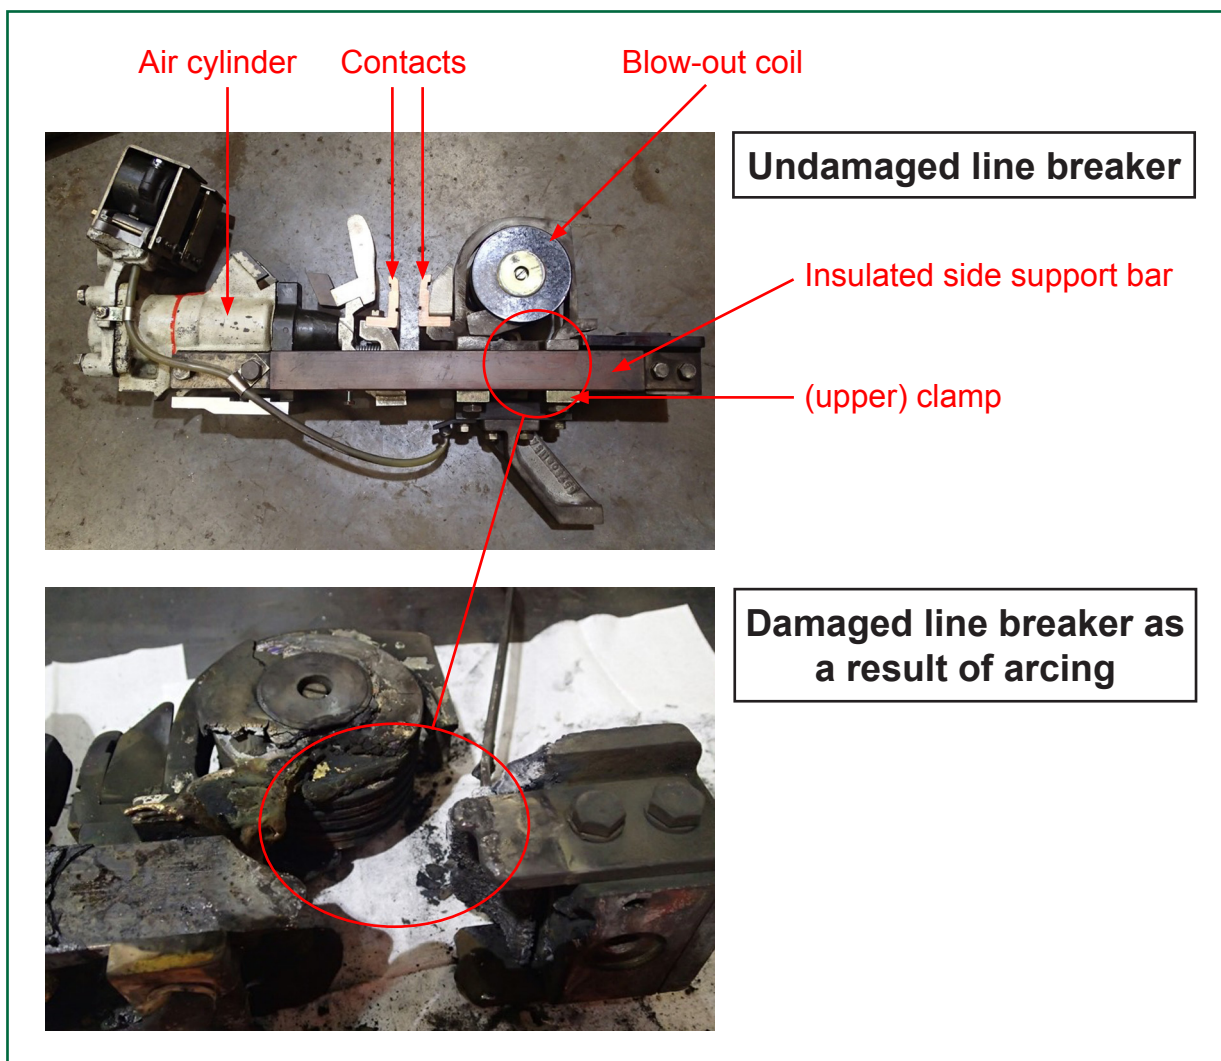 Air cylinder
Contacts
Blow-out coil
Undamaged line breaker
Insulated side support bar
(upper) clamp
Damaged line breaker as
a result of arcing